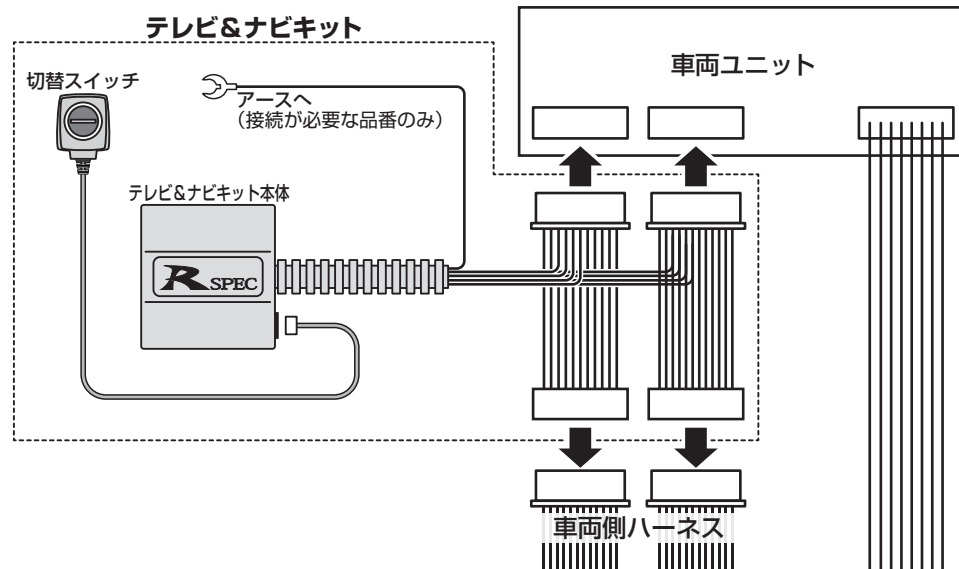 テレビ&ナビキット
車両ユニット
切替スイッチ
アースへ
（接続が必要な品番のみ）
テレビ&ナビキット本体
R SPEC
車両側ハーネス